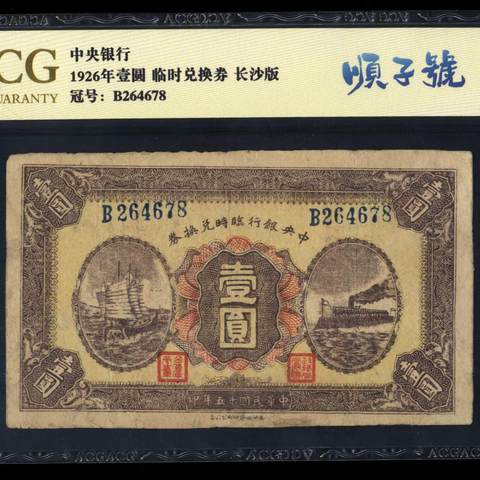 CG
GUARANTY
中央银行
1926年壹圆 临时兑换券 长沙版
冠号：B264678
順子號
壹圓
壹圓
B264678
B264678
券換兌時臨行銀央中
壹圓
印年五十國民華中
壹圓
壹圓
ACGACG